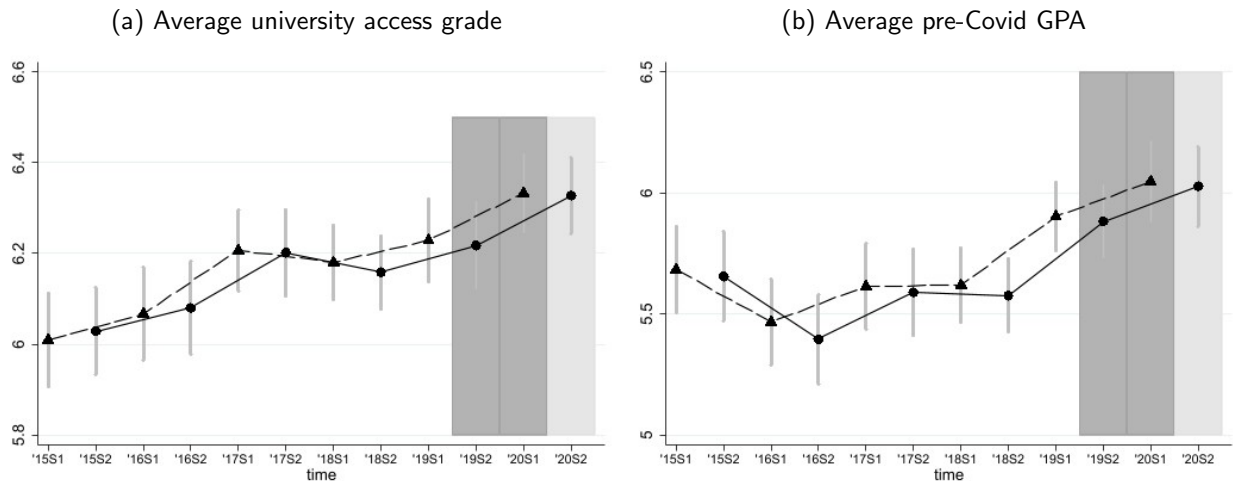 (a) Average university access grade
6.6
6.4
6.2
6
5.8
'15S1 '15S2 '16S1 '16S2 '17S1 '17S2 '18S1 '18S2 '19S1 '19S2 '20S1 '20S2
time
(b) Average pre-Covid GPA
6.5
6
5.5
5
'15S1 '15S2 '16S1 '16S2 '17S1 '17S2 '18S1 '18S2 '19S1 '19S2 '20S1 '20S2
time